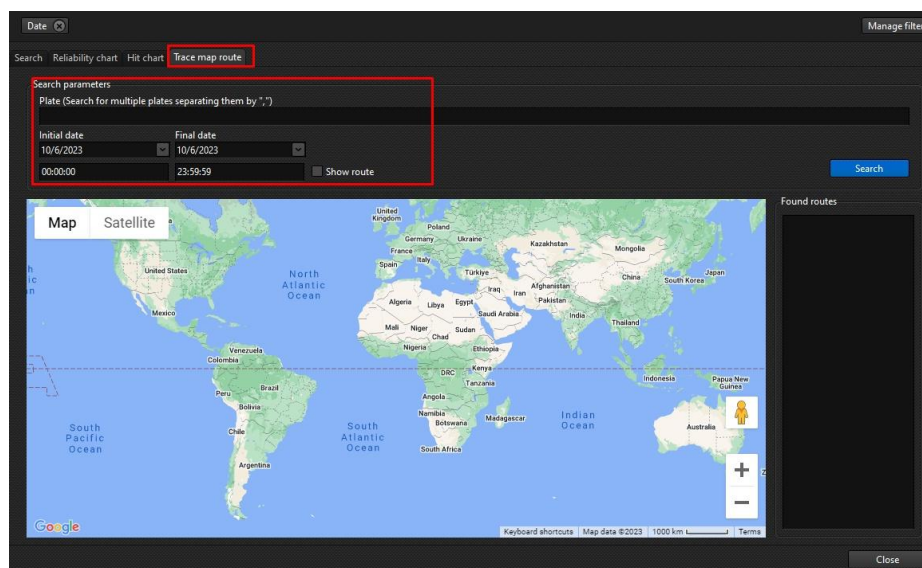 Date
Manage filter
Search Reliability chart Hit chart Trace map route
Search parameters
Plate (Search for multiple plates separating them by ",")
Initial date Final date
10/6/2023 10/6/2023
00:00:00 23:59:59 Show route
Search
Found routes
Map Satellite
United Kingdom
Poland
Germany Ukraine
Kazakhstan
Mongolia
France
Italy
Spain
Türkiye
United States
North Atlantic Ocean
China
Japan
South Korea
Iraq
Iran
Afghanistan
Pakistan
Algeria Libya Egypt
Saudi Arabia
India
Mexico
Thailand
Mali Niger Sudan
Chad
Nigeria Ethiopia
Venezuela
Colombia
DRC Kenya
Tanzania
Indonesia Papua New Guinea
Peru
Brazil
Bolivia
Angola
Namibia
Botswana
Madagascar
Indian Ocean
South Pacific Ocean
Chile
South Atlantic Ocean
South Africa
Australia
Argentina
Google
Keyboard shortcuts Map data ©2023 1000 km Terms
Close